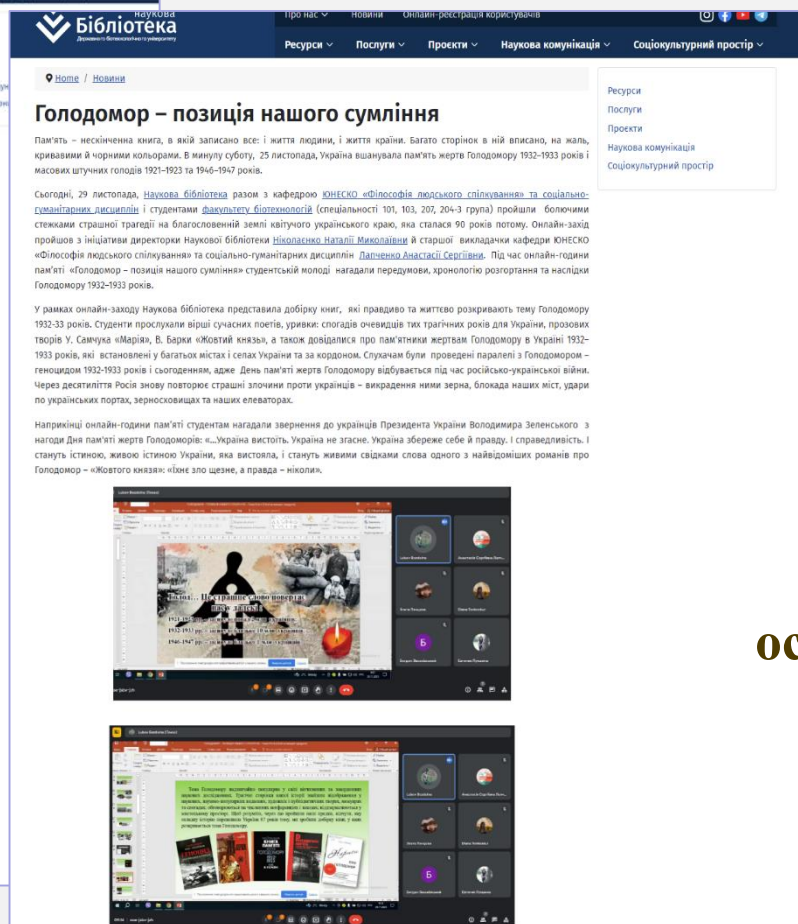 наукова
Бібліотека
Державного біотехнологічного університету
Про нас
Новини
Онлайн-реєстрація користувачів
Ресурси
Послуги
Проєкти
Наукова комунікація
Соціокультурний простір
Home / Новини
Голодомор – позиція нашого сумління
Пам'ять – нескінченна книга, в якій записано все: і життя людини, і життя країни. Багато сторінок в ній вписано, на жаль,
кривавими й чорними кольорами. В минулу суботу, 25 листопада, Україна вшанувала пам'ять жертв Голодомору 1932–1933 років і
масових штучних голодів 1921–1923 та 1946–1947 років.
Сьогодні, 29 листопада, Наукова бібліотека разом з кафедрою ЮНЕСКО «Філософія людського спілкування» та соціально-
гуманітарних дисциплін і студентами факультету біотехнологій (спеціальності 101, 103, 207, 204-3 група) пройшли болючими
стежками страшної трагедії на благословенній землі квітучого українського краю, яка сталася 90 років потому. Онлайн-захід
пройшов з ініціативи директорки Наукової бібліотеки Ніколаєнко Наталії Миколаївни й старшої викладачки кафедри ЮНЕСКО
«Філософія людського спілкування» та соціально-гуманітарних дисциплін Лапченко Анастасії Сергіївни. Під час онлайн-години
пам'яті «Голодомор – позиція нашого сумління» студентській молоді нагадали передумови, хронологію розгортання та наслідки
Голодомору 1932–1933 років.
У рамках онлайн-заходу Наукова бібліотека представила добірку книг, які правдиво та життєво розкривають тему Голодомору
1932-33 років. Студенти прослухали вірші сучасних поетів, уривки: спогадів очевидців тих трагічних років для України, прозових
творів У. Самчука «Марія», В. Барки «Жовтий князь», а також довідалися про пам'ятники жертвам Голодомору в Україні 1932–
1933 років, які встановлені у багатьох містах і селах України та за кордоном. Слухачам були проведені паралелі з Голодомором –
геноцидом 1932-1933 років і сьогоденням, адже День пам'яті жертв Голодомору відбувається під час російсько-української війни.
Через десятиліття Росія знову повторює страшні злочини проти українців – викрадення ними зерна, блокада наших міст, удари
по українських портах, зерносховищах та наших елеваторах.
Наприкінці онлайн-години пам'яті студентам нагадали звернення до українців Президента України Володимира Зеленського з
нагоди Дня пам'яті жертв Голодоморів: «...Україна вистоїть. Україна не згасне. Україна збереже себе й правду. І справедливість. І
стануть істиною, живою істиною України, яка вистояла, і стануть живими свідками слова одного з найвідоміших романів про
Голодомор – «Жовтого князя»: «Їхнє зло щезне, а правда – ніколи».
Ресурси
Послуги
Проєкти
Наукова комунікація
Соціокультурний простір
Голод!.. Це страшне слово повертає
нас у далекі :
Б
Б
ос